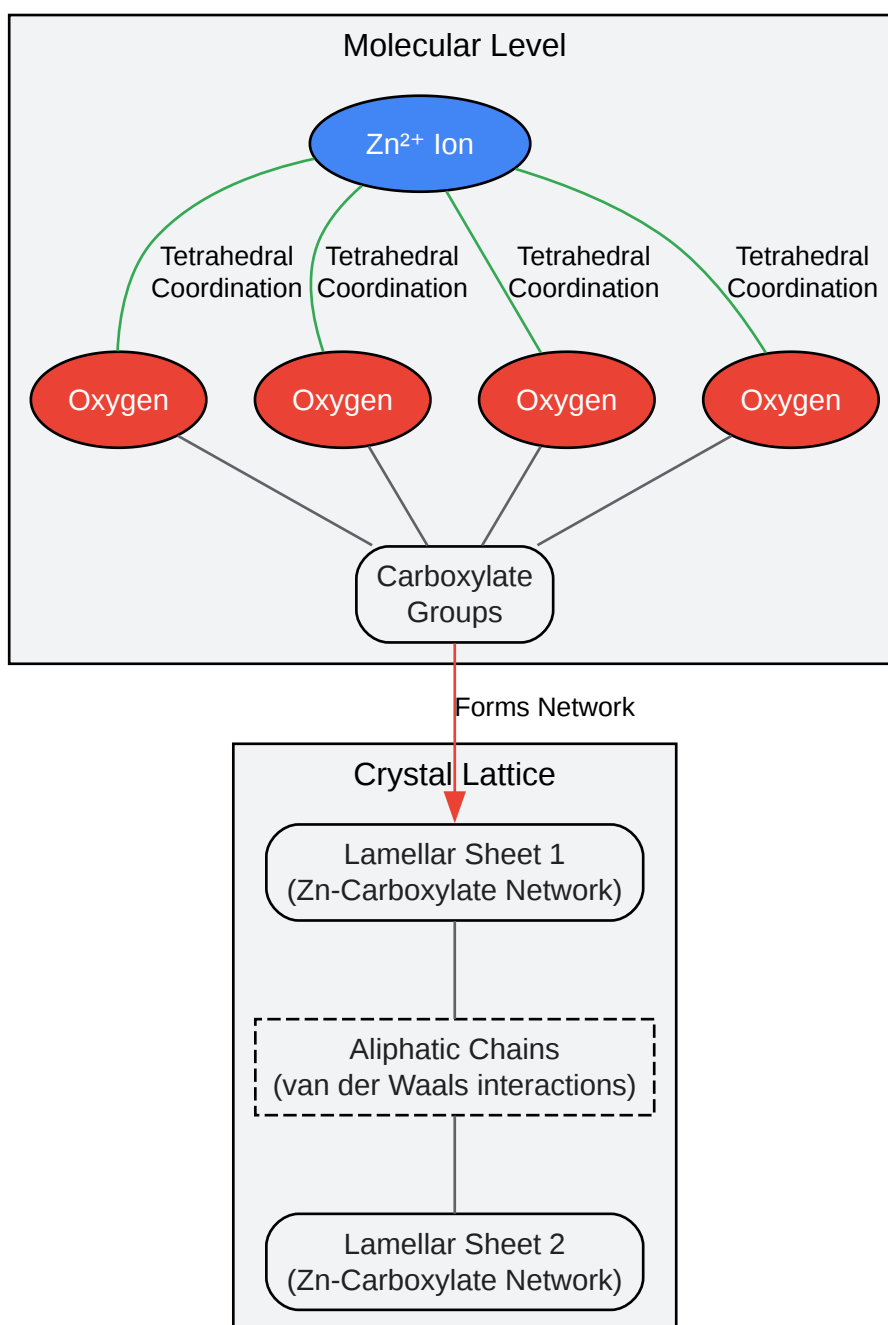 Molecular Level
Zn²⁺ Ion
Tetrahedral
Coordination
Tetrahedral
Coordination
Tetrahedral
Coordination
Tetrahedral
Coordination
Oxygen
Oxygen
Oxygen
Oxygen
Carboxylate
Groups
Forms Network
Crystal Lattice
Lamellar Sheet 1
(Zn-Carboxylate Network)
Aliphatic Chains
(van der Waals interactions)
Lamellar Sheet 2
(Zn-Carboxylate Network)